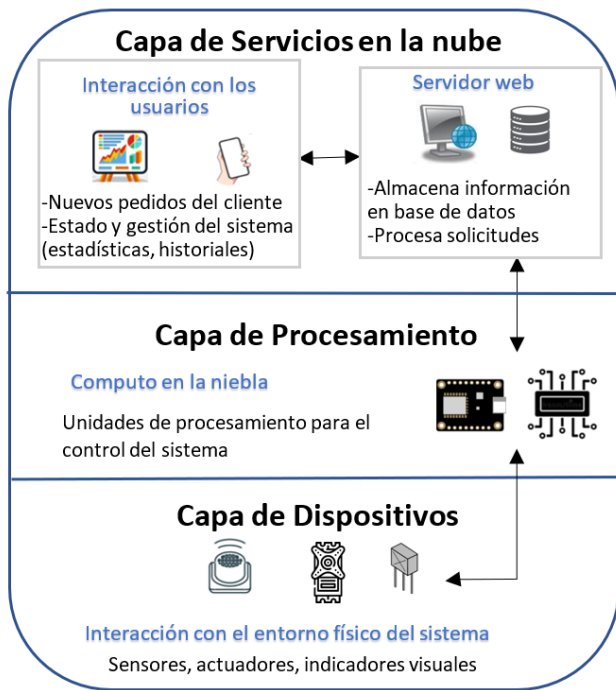 Capa de Servicios en la nube
Interacción con los
usuarios
-Nuevos pedidos del cliente
-Estado y gestión del sistema
(estadísticas, historiales)
Servidor web
-Almacena información
en base de datos
-Procesa solicitudes
Capa de Procesamiento
Computo en la niebla
Unidades de procesamiento para el
control del sistema
Capa de Dispositivos
Interacción con el entorno físico del sistema
Sensores, actuadores, indicadores visuales